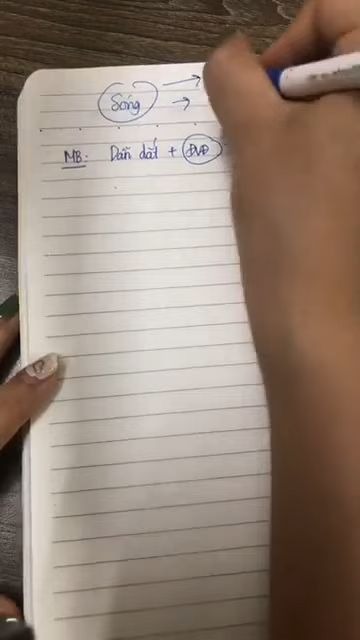 Sóng → →
MB: Dẫn dắt + ĐVĐ